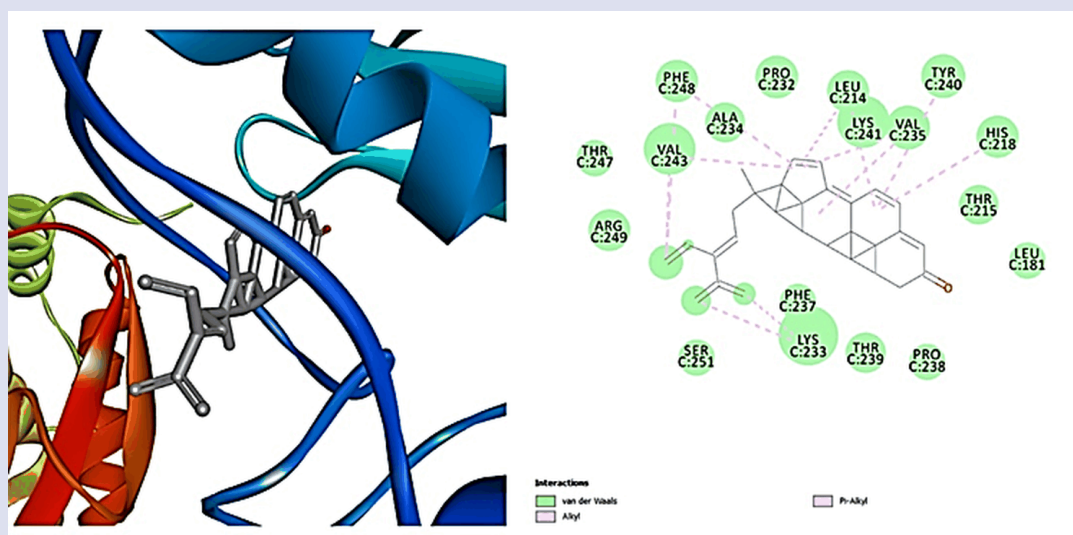 PHE
C:248
PRO
C:232
LEU
C:214
TYR
C:240
ALA
C:234
LYS
C:241
VAL
C:235
HIS
C:218
THR
C:247
VAL
C:243
THR
C:215
ARG
C:249
LEU
C:181
PHE
C:237
SER
C:251
LYS
C:233
THR
C:239
PRO
C:238
O
Interactions
van der Waals
Alkyl
Pi-Alkyl